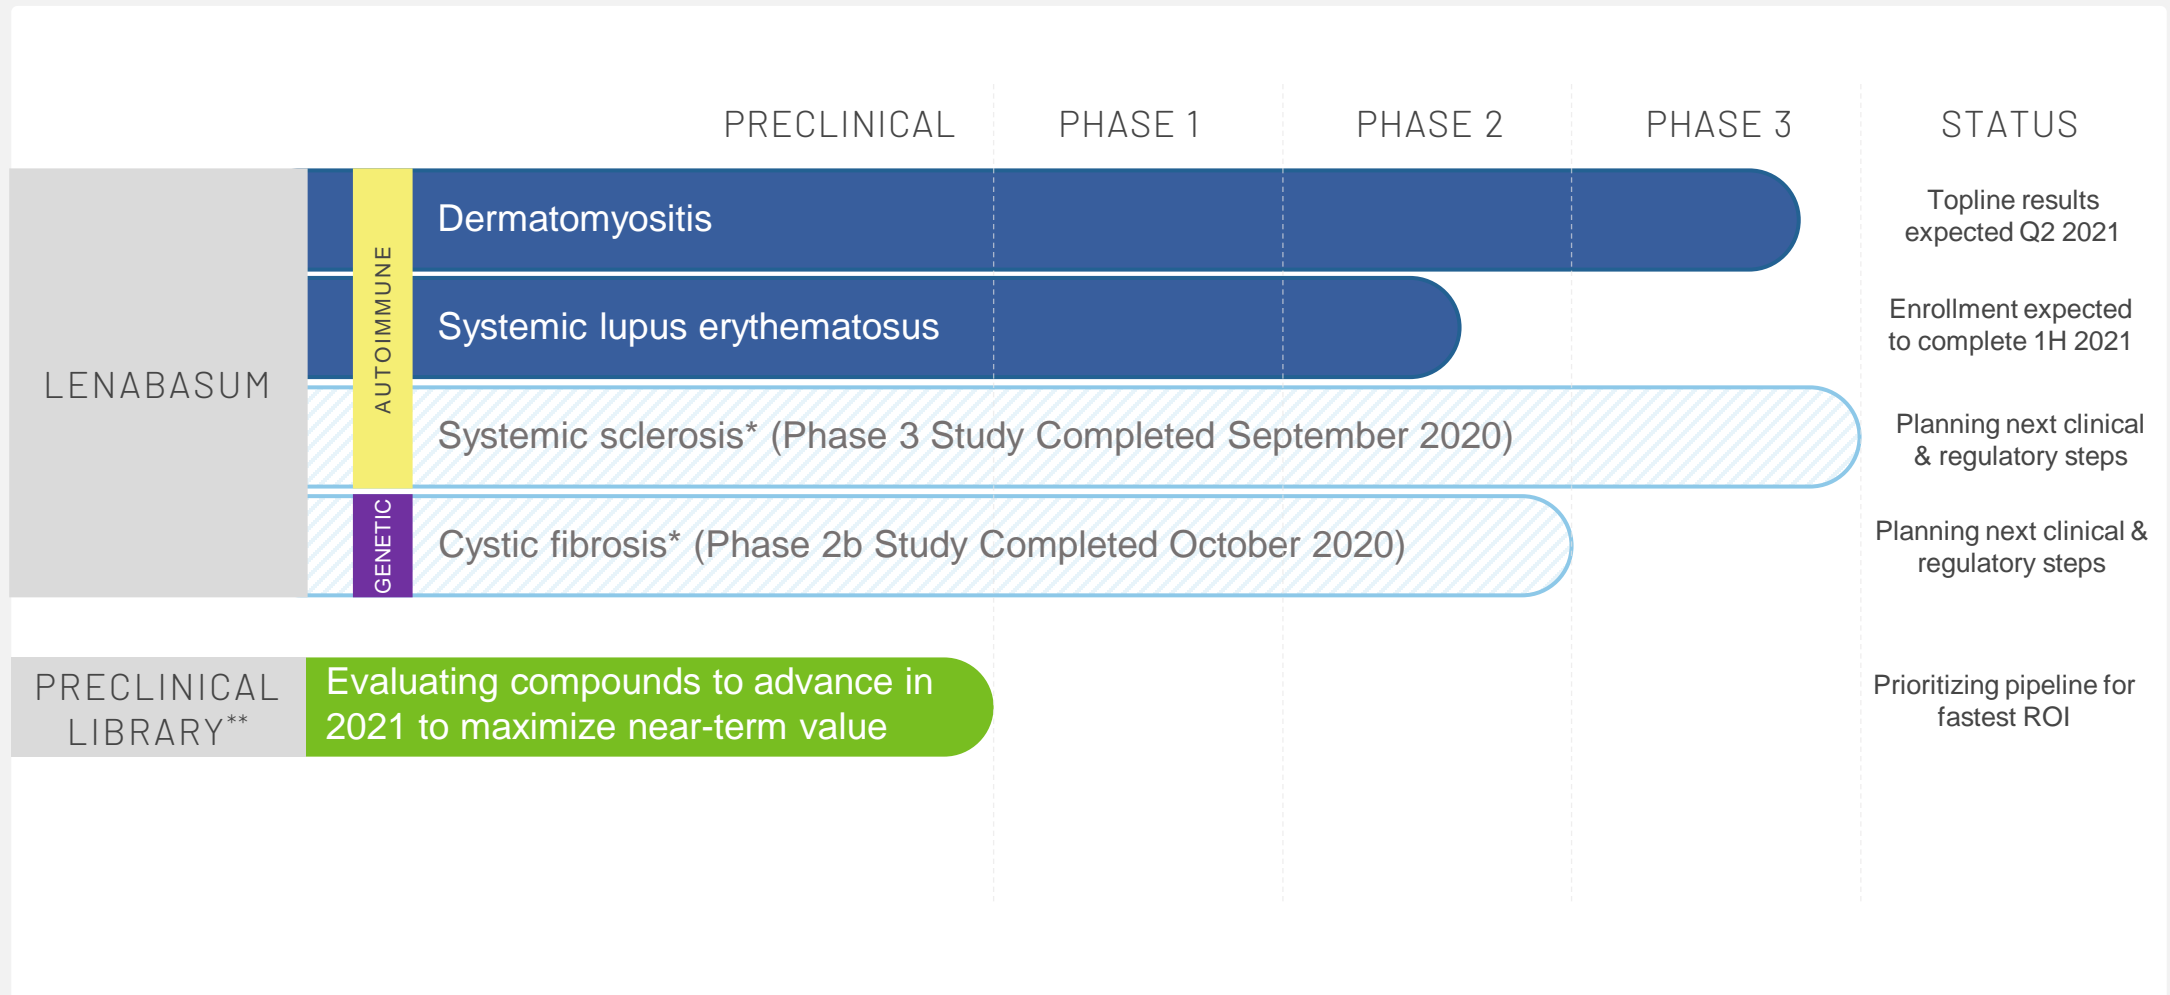 PRECLINICAL PHASE 1 PHASE 2 PHASE 3 STATUS
LENABASUM
AUTOIMMUNE
Dermatomyositis
Topline results
expected Q2 2021
Systemic lupus erythematosus
Enrollment expected
to complete 1H 2021
Systemic sclerosis* (Phase 3 Study Completed September 2020)
Planning next clinical
& regulatory steps
GENETIC
Cystic fibrosis* (Phase 2b Study Completed October 2020)
Planning next clinical &
regulatory steps
PRECLINICAL
LIBRARY**
Evaluating compounds to advance in
2021 to maximize near-term value
Prioritizing pipeline for
fastest ROI